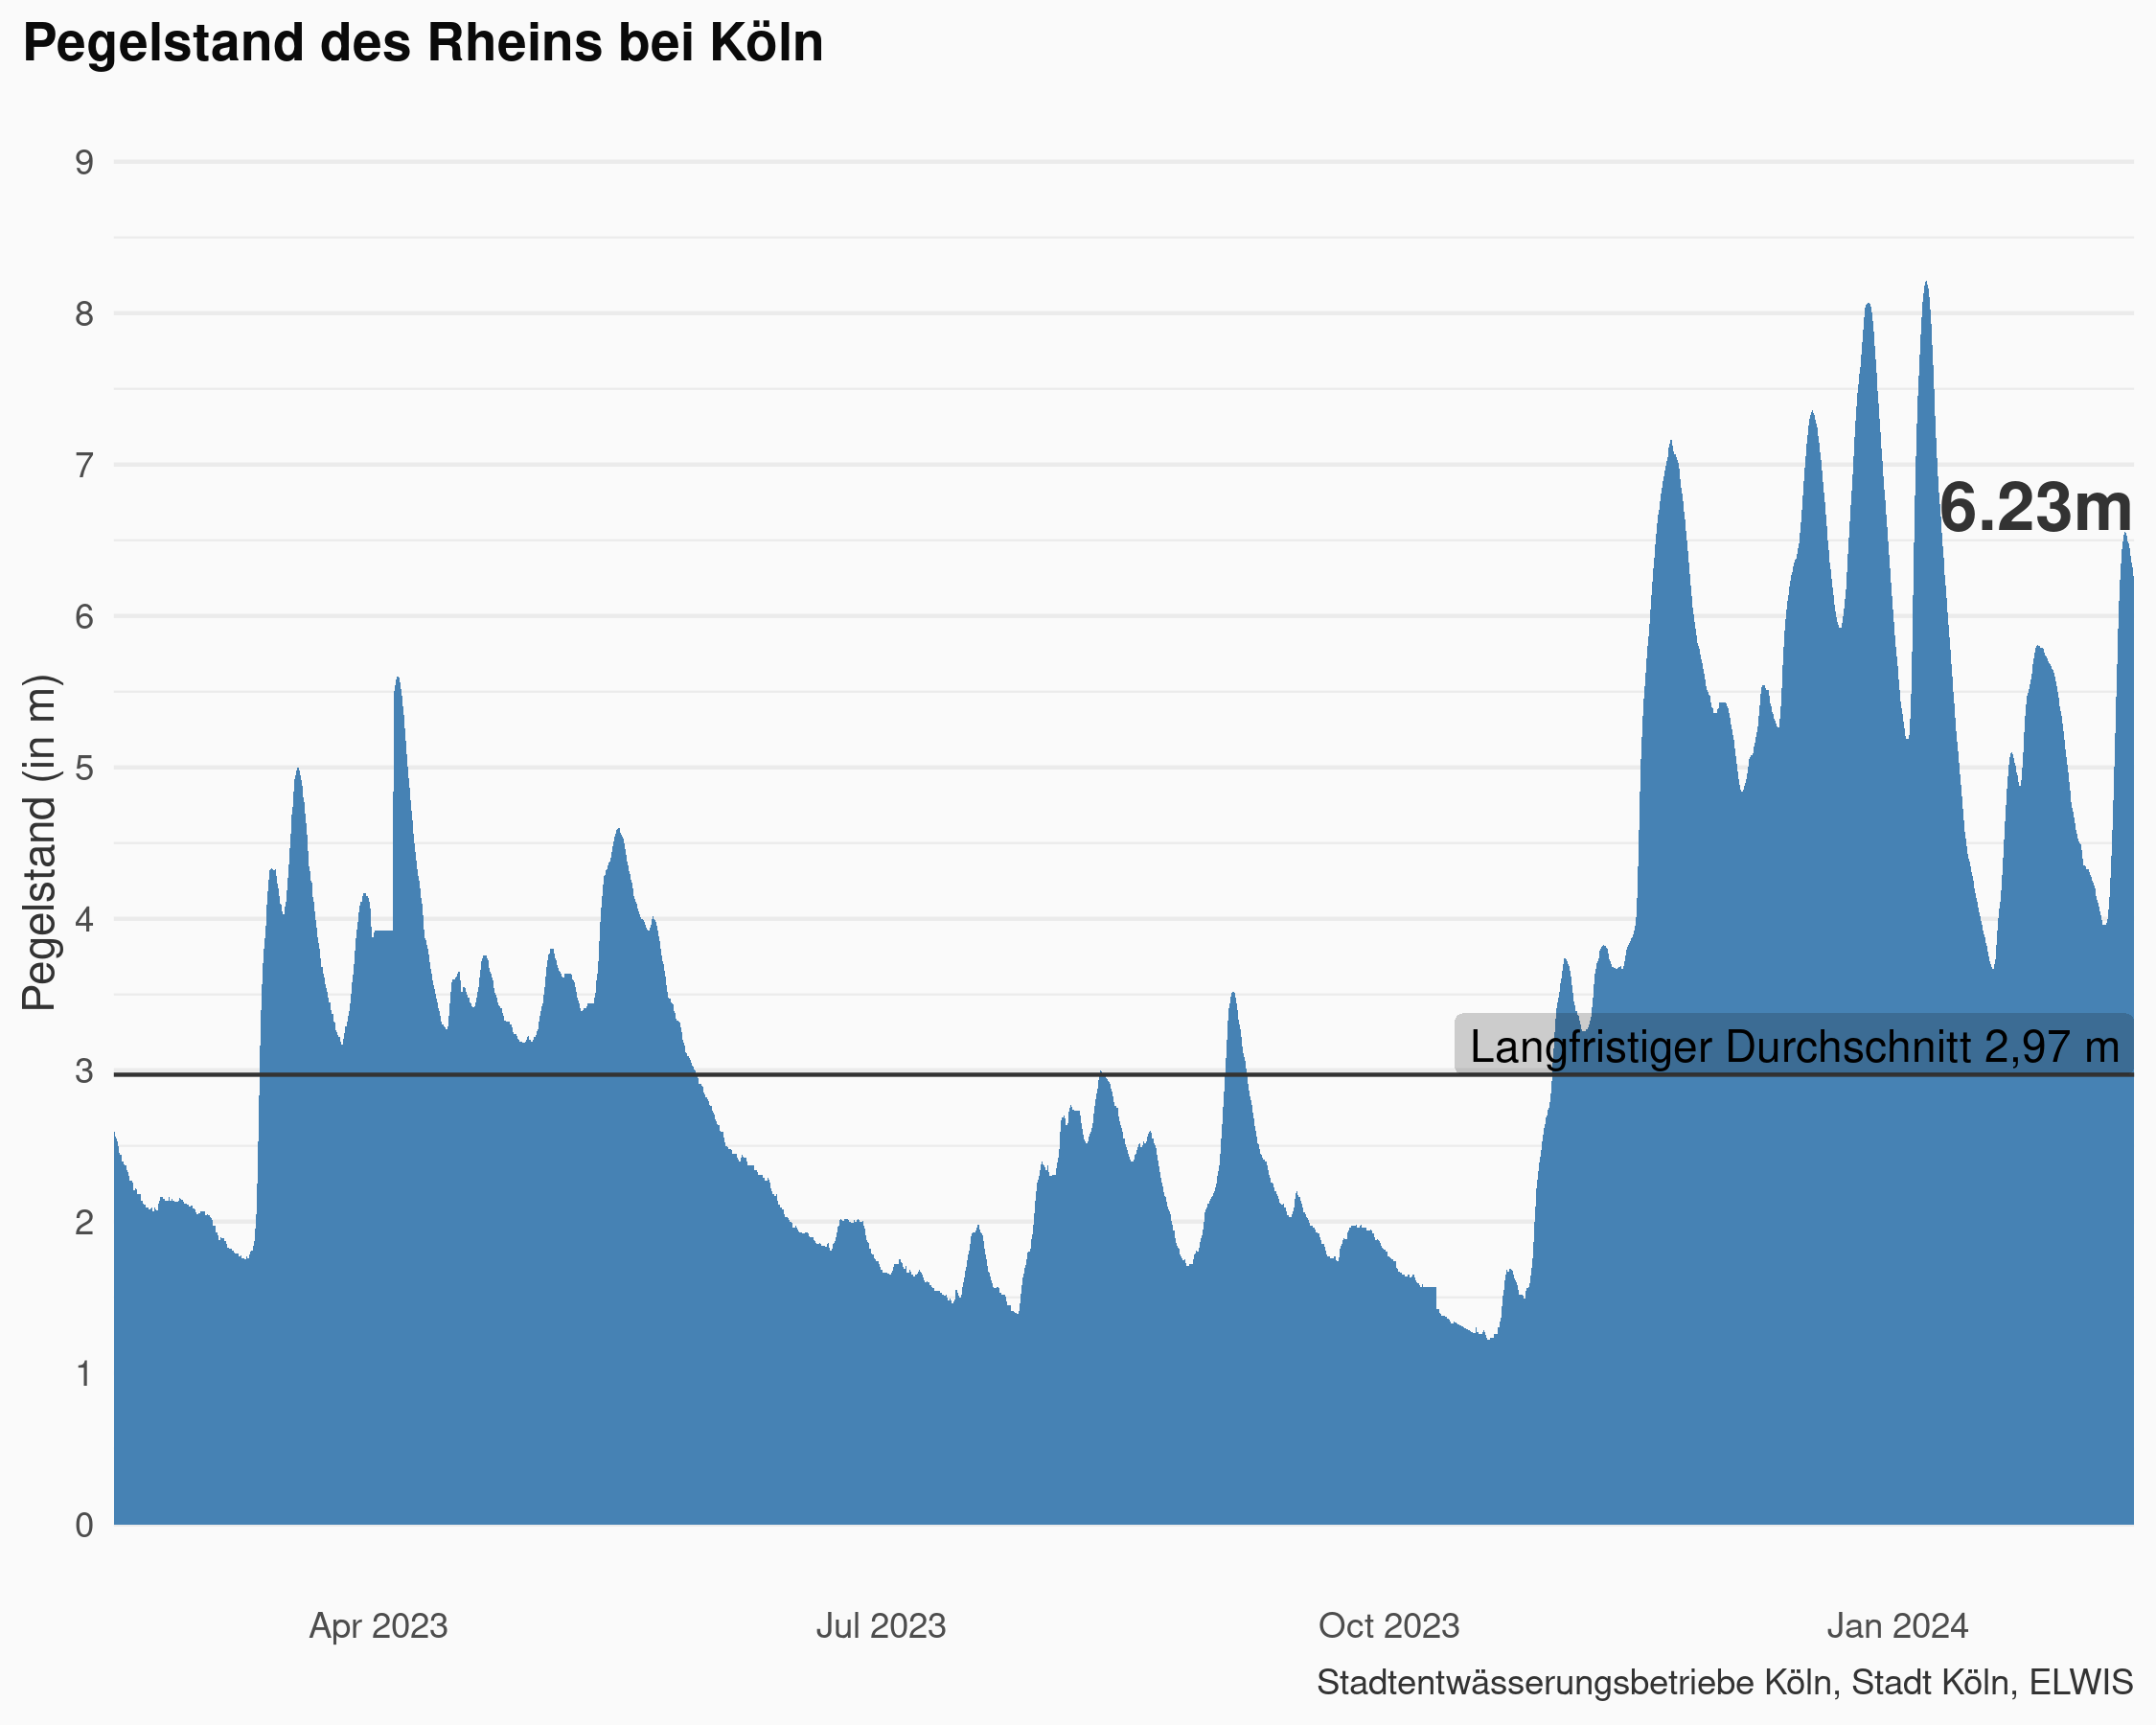 Pegelstand des Rheins bei Köln
Pegelstand (in m)
9
8
7
6
5
4
3
2
1
0
6.23m
Langfristiger Durchschnitt 2,97 m
Apr 2023
Jul 2023
Oct 2023
Jan 2024
Stadtentwässerungsbetriebe Köln, Stadt Köln, ELWIS